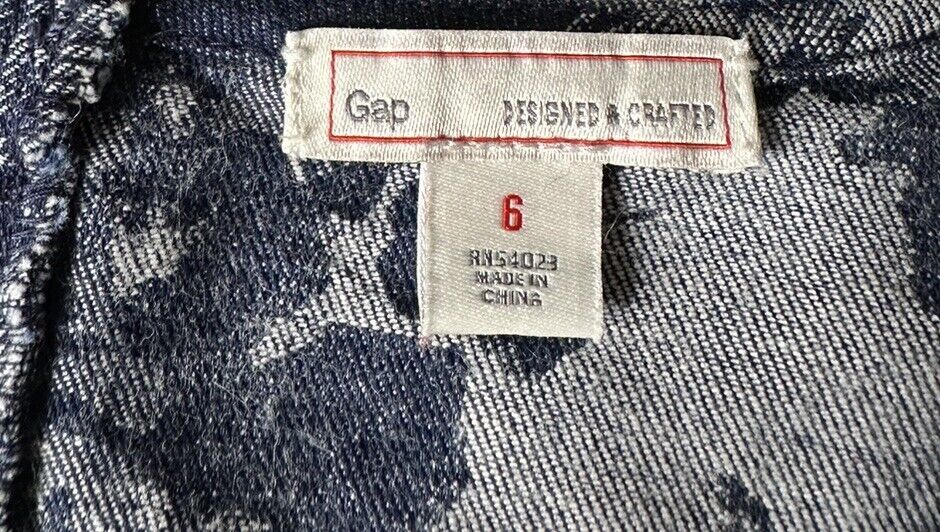 Gap DESIGNED & CRAFTED
6
RN54023
MADE IN
CHINA